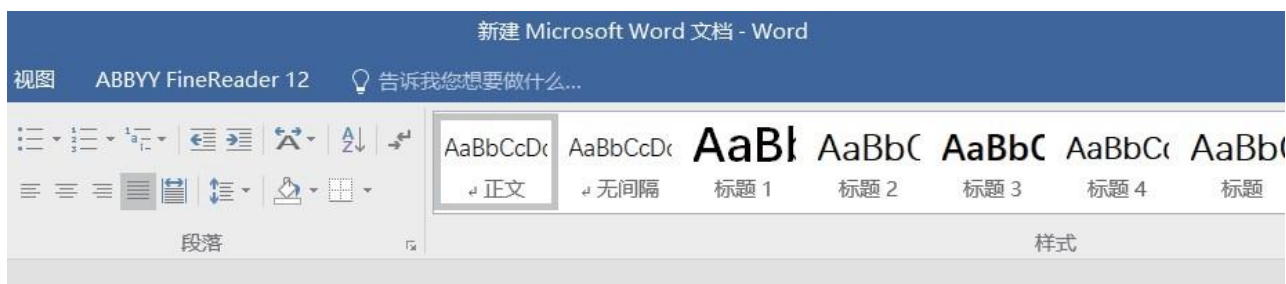 新建 Microsoft Word 文档 - Word
视图 ABBYY FineReader 12 告诉我您想要做什么...
AaBbCcDc AaBbCcDc AaBb AaBbC AaBbC AaBbCc AaBb
↵ 正文 ↵ 无间隔 标题 1 标题 2 标题 3 标题 4 标题
段落 样式